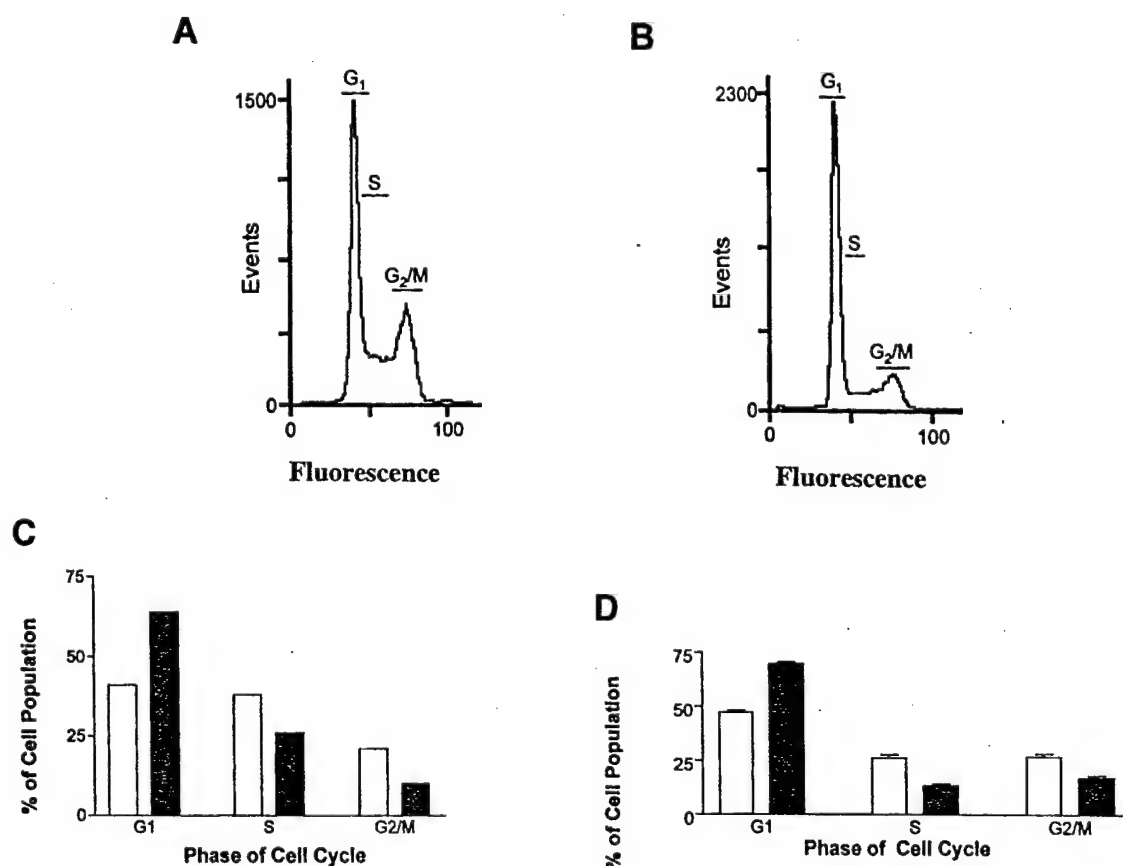 A
G₁
1500
S
G₂/M
Events
0
0
100
Fluorescence
B
G₁
2300
S
G₂/M
Events
0
0
100
Fluorescence
C
75
50
25
0
% of Cell Population
G1
S
G2/M
Phase of Cell Cycle
D
75
50
25
0
% of Cell Population
G1
S
G2/M
Phase of Cell Cycle